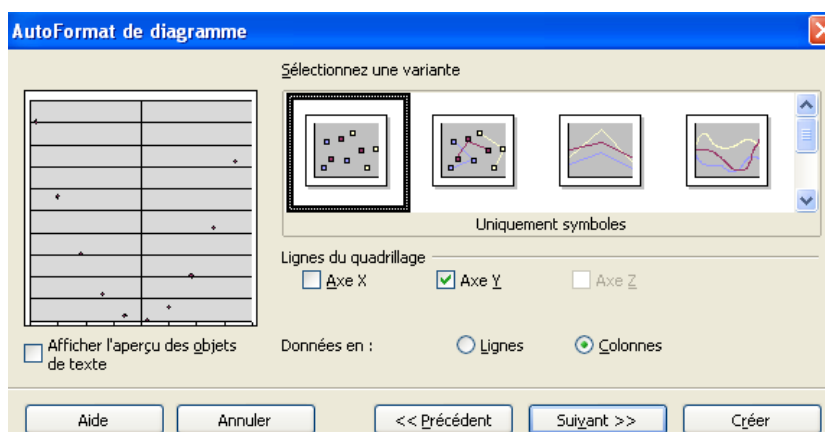 AutoFormat de diagramme
Sélectionnez une variante
Uniquement symboles
Lignes du quadrillage
Axe X
Axe Y
Axe Z
Afficher l'aperçu des objets
de texte
Données en :
Lignes
Colonnes
Aide
Annuler
<< Précédent
Suivant >>
Créer